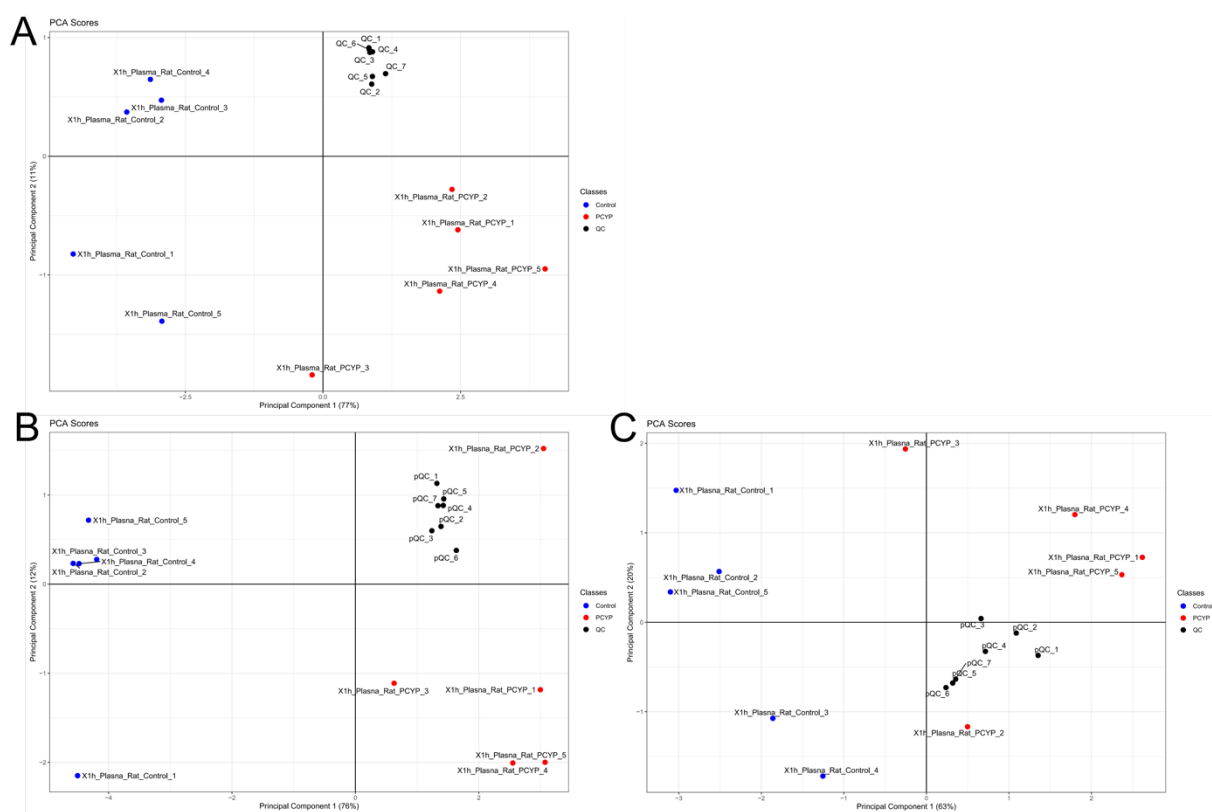 A
PCA Scores
1
0
−1
−2.5
0.0
2.5
Principal Component 2 (11%)
Principal Component 1 (77%)
QC_1
QC_6
QC_4
QC_3
QC_7
QC_5
QC_2
X1h_Plasma_Rat_Control_4
X1h_Plasma_Rat_Control_3
X1h_Plasma_Rat_Control_2
X1h_Plasma_Rat_PCYP_2
X1h_Plasma_Rat_PCYP_1
X1h_Plasma_Rat_Control_1
X1h_Plasma_Rat_PCYP_5
X1h_Plasma_Rat_PCYP_4
X1h_Plasma_Rat_Control_5
X1h_Plasma_Rat_PCYP_3
Classes
Control
PCYP
QC
B
PCA Scores
1
0
−1
−2
−4
−2
0
2
Principal Component 2 (12%)
Principal Component 1 (76%)
X1h_Plasna_Rat_PCYP_2
pQC_1
pQC_5
pQC_7
pQC_4
pQC_2
pQC_3
pQC_6
X1h_Plasna_Rat_Control_5
X1h_Plasna_Rat_Control_3
X1h_Plasna_Rat_Control_4
X1h_Plasna_Rat_Control_2
X1h_Plasna_Rat_PCYP_3
X1h_Plasna_Rat_PCYP_1
X1h_Plasna_Rat_PCYP_5
X1h_Plasna_Rat_PCYP_4
X1h_Plasna_Rat_Control_1
Classes
Control
PCYP
QC
C
PCA Scores
2
1
0
−1
−3
−2
−1
0
1
2
Principal Component 2 (20%)
Principal Component 1 (63%)
X1h_Plasna_Rat_PCYP_3
X1h_Plasna_Rat_Control_1
X1h_Plasna_Rat_PCYP_4
X1h_Plasna_Rat_PCYP_1
X1h_Plasna_Rat_PCYP_5
X1h_Plasna_Rat_Control_2
X1h_Plasna_Rat_Control_5
pQC_3
pQC_2
pQC_4
pQC_1
pQC_7
pQC_5
pQC_6
X1h_Plasna_Rat_Control_3
X1h_Plasna_Rat_PCYP_2
X1h_Plasna_Rat_Control_4
Classes
Control
PCYP
QC